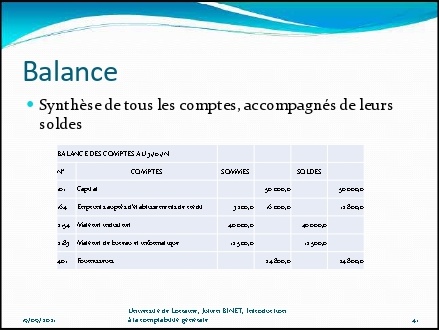 Balance
Synthèse de tous les comptes, accompagnés de leurs
soldes
BALANCE DES COMPTES AU 31/01/N
N° COMPTES SOMMES SOLDES
101 Capital 50 000,0 50 000,0
164 Emprunts auprès d'établissements de crédit 3 200,0 16 000,0 12 800,0
2154 Matériel industriel 40 000,0 40 000,0
2183 Matériel de bureau et informatique 12 500,0 12 500,0
401 Fournisseurs 24 800,0 24 800,0
Université de Lorraine, Julien BINET, Introduction
à la comptabilité générale
41